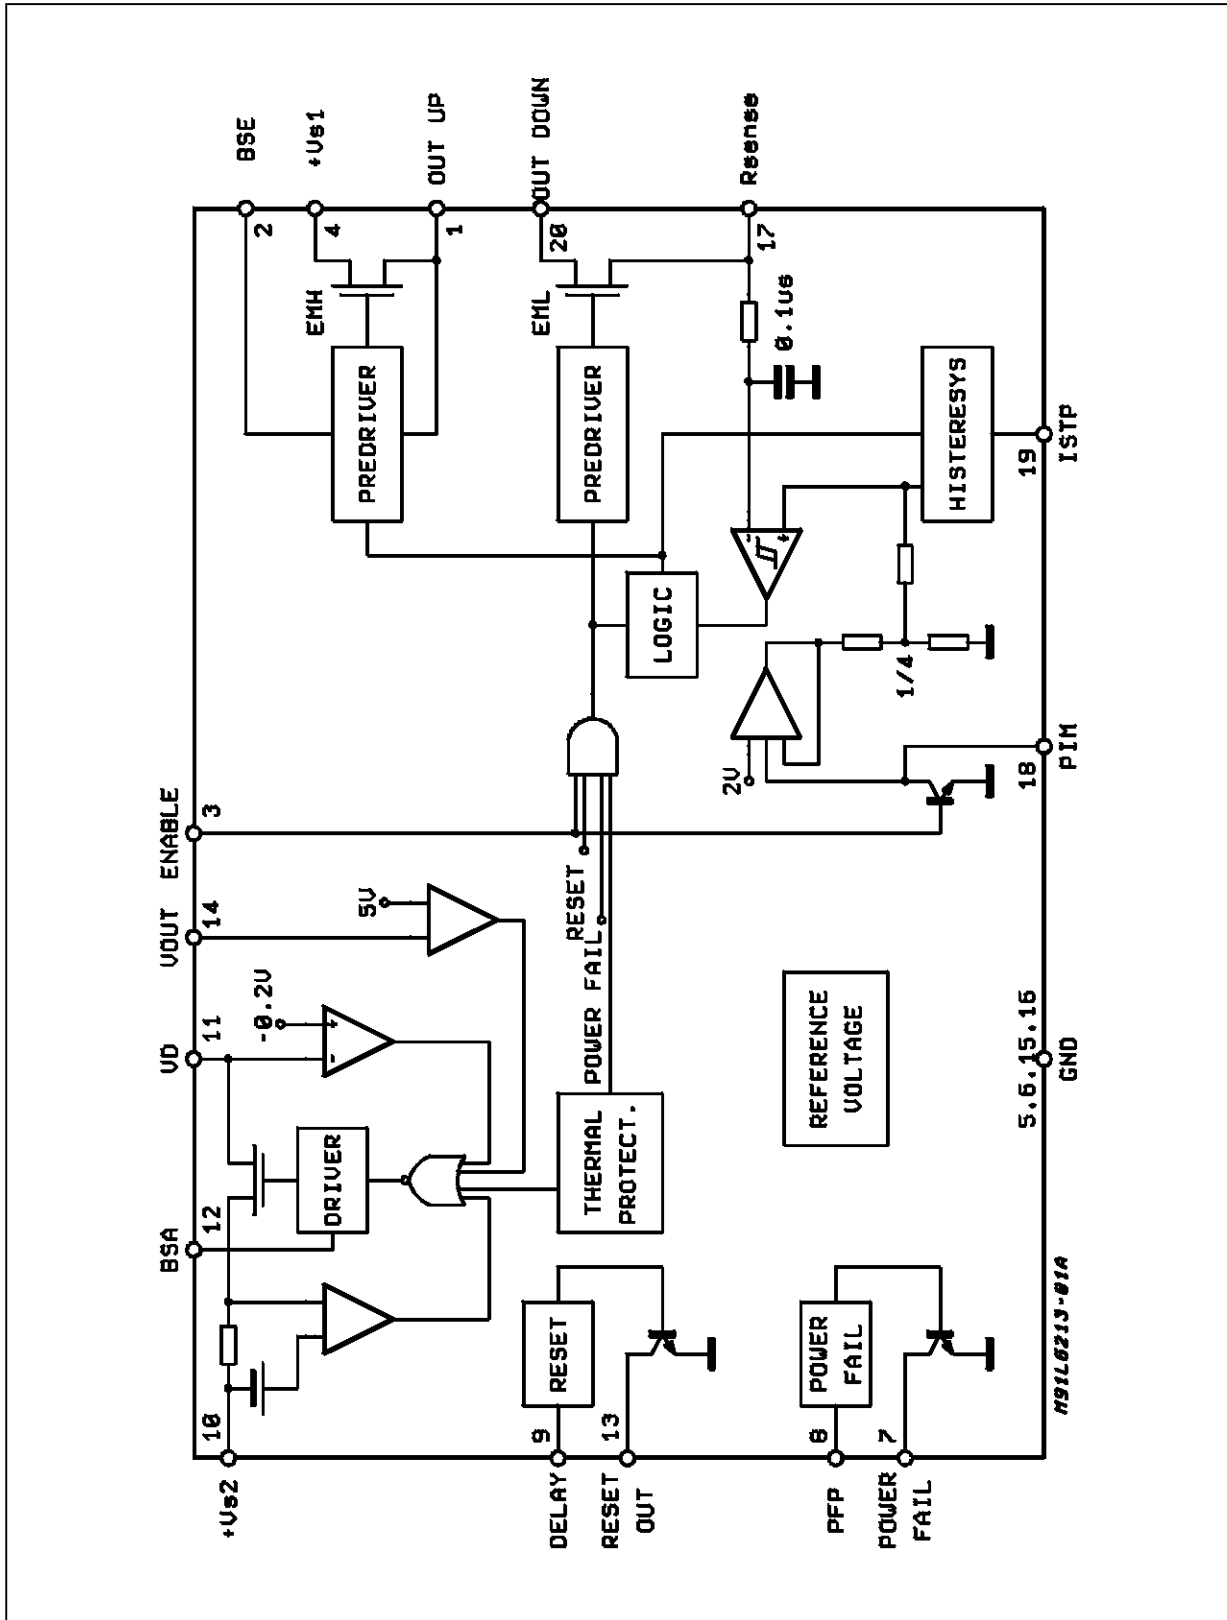 +Vs2
10
BSA
12
VD
11
-0.2V
VOUT
14
5V
ENABLE
3
BSE
2
+Vs1
4
OUT UP
1
EMH
PREDRIVER
OUT DOWN
20
EML
PREDRIVER
Rsense
17
0.1us
DRIVER
+
-
RESET
POWER FAIL
THERMAL
PROTECT.
LOGIC
-
+
HISTERESYS
19
ISTP
2V
1/4
18
PIM
DELAY
9
RESET
RESET
OUT
13
PFP
8
POWER
FAIL
POWER
FAIL
7
REFERENCE
VOLTAGE
5.6.15.16
GND
M91L6213-01A